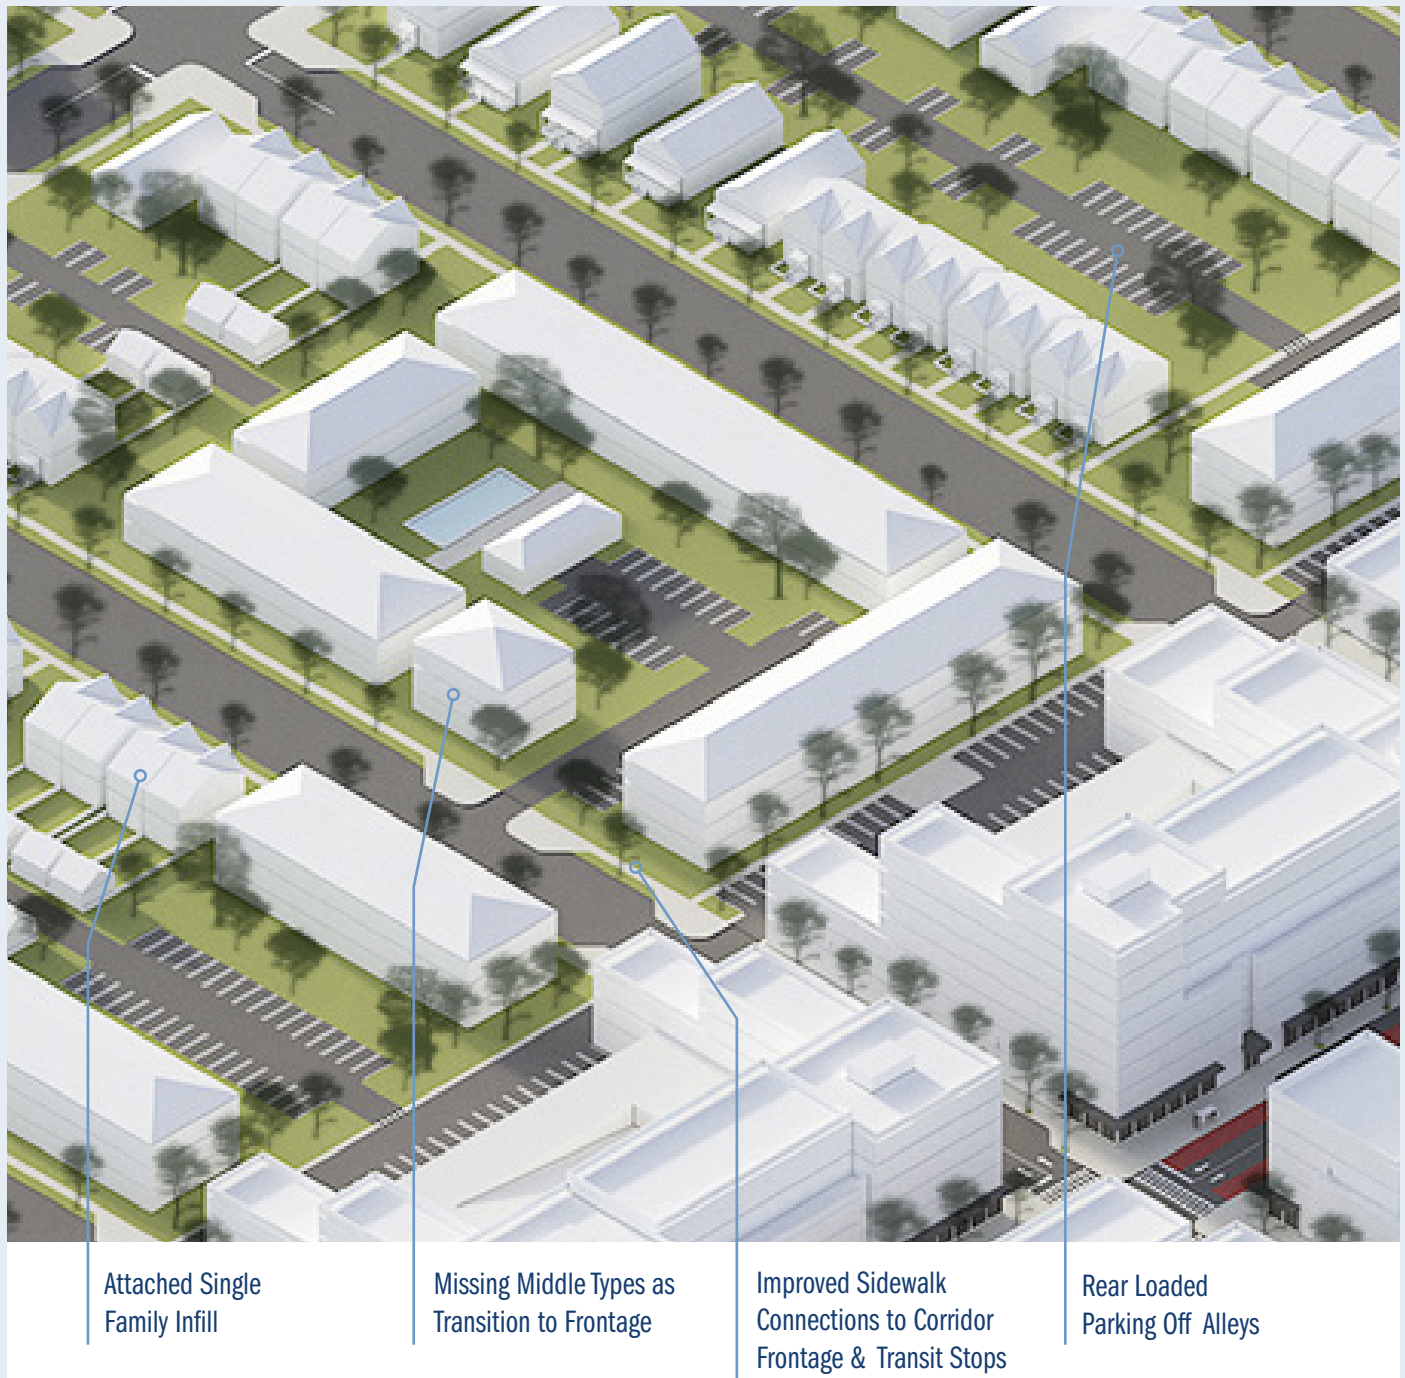 Attached Single
Family Infill
Missing Middle Types as
Transition to Frontage
Improved Sidewalk
Connections to Corridor
Frontage & Transit Stops
Rear Loaded
Parking Off Alleys